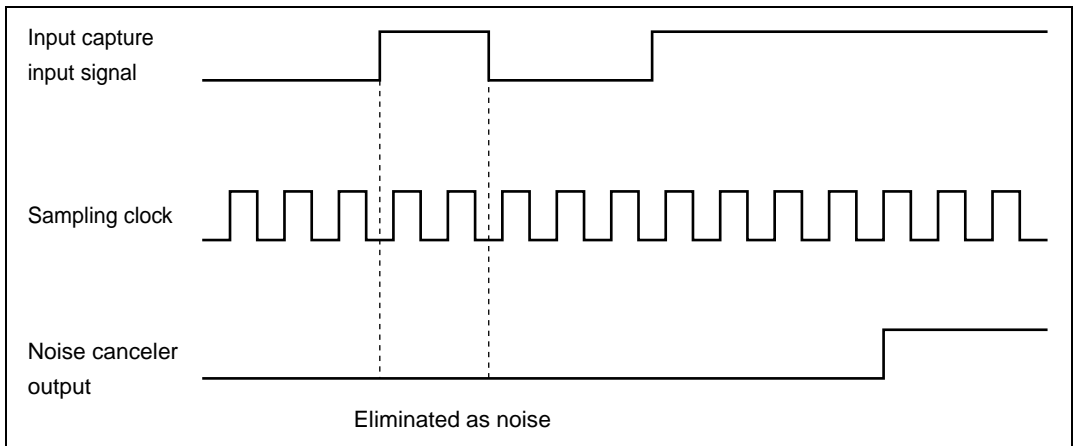 Input capture
input signal
Sampling clock
Noise canceler
output
Eliminated as noise